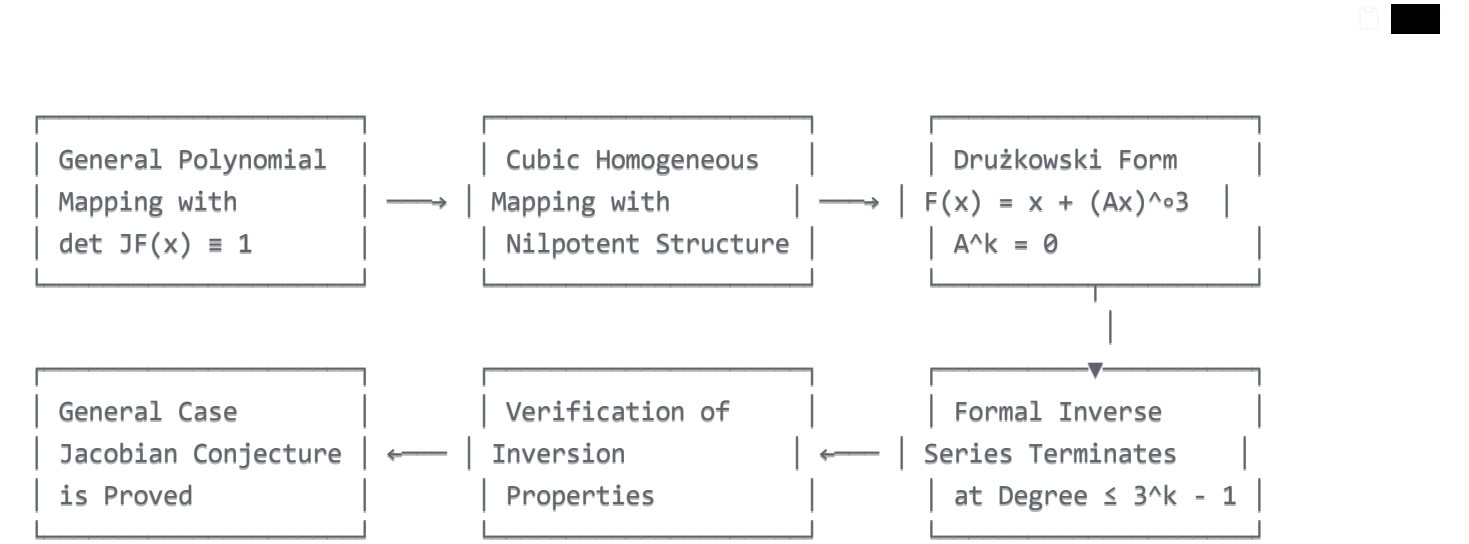 General Polynomial
Mapping with
det JF(x) ≡ 1
Cubic Homogeneous
Mapping with
Nilpotent Structure
Drużkowski Form
F(x) = x + (Ax)^∘3
A^k = 0
Formal Inverse
Series Terminates
at Degree ≤ 3^k - 1
Verification of
Inversion
Properties
General Case
Jacobian Conjecture
is Proved